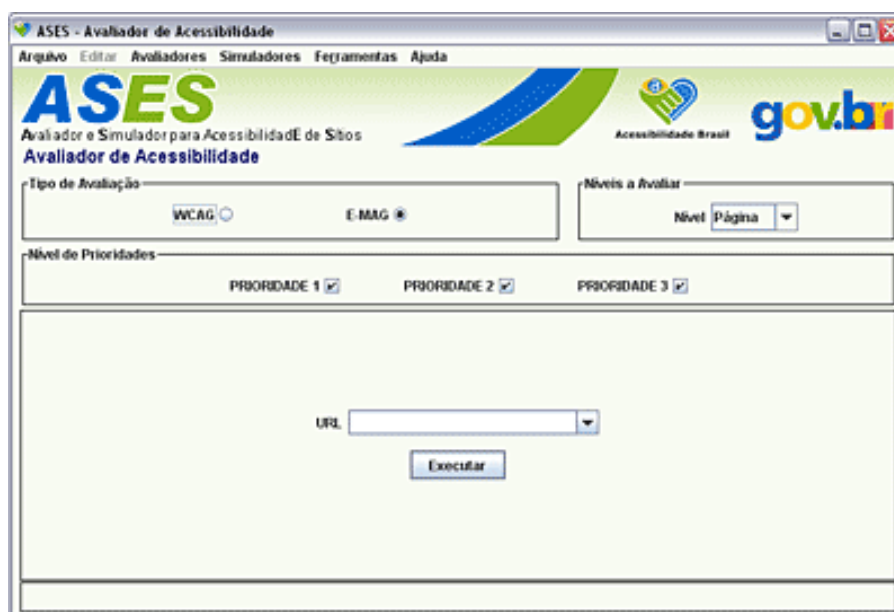 ASES - Avaliador de Acessibilidade
Arquivo Editar Avaliadores Simuladores Ferramentas Ajuda
ASES
Avaliador e Simulador para AcessibilidadE de Sítios
Acessibilidade Brasil
gov.br
Avaliador de Acessibilidade
Tipo de Avaliação
Níveis a Avaliar
WCAG E-MAG
Nível Página
Nível de Prioridades
PRIORIDADE 1 PRIORIDADE 2 PRIORIDADE 3
URL
Executar